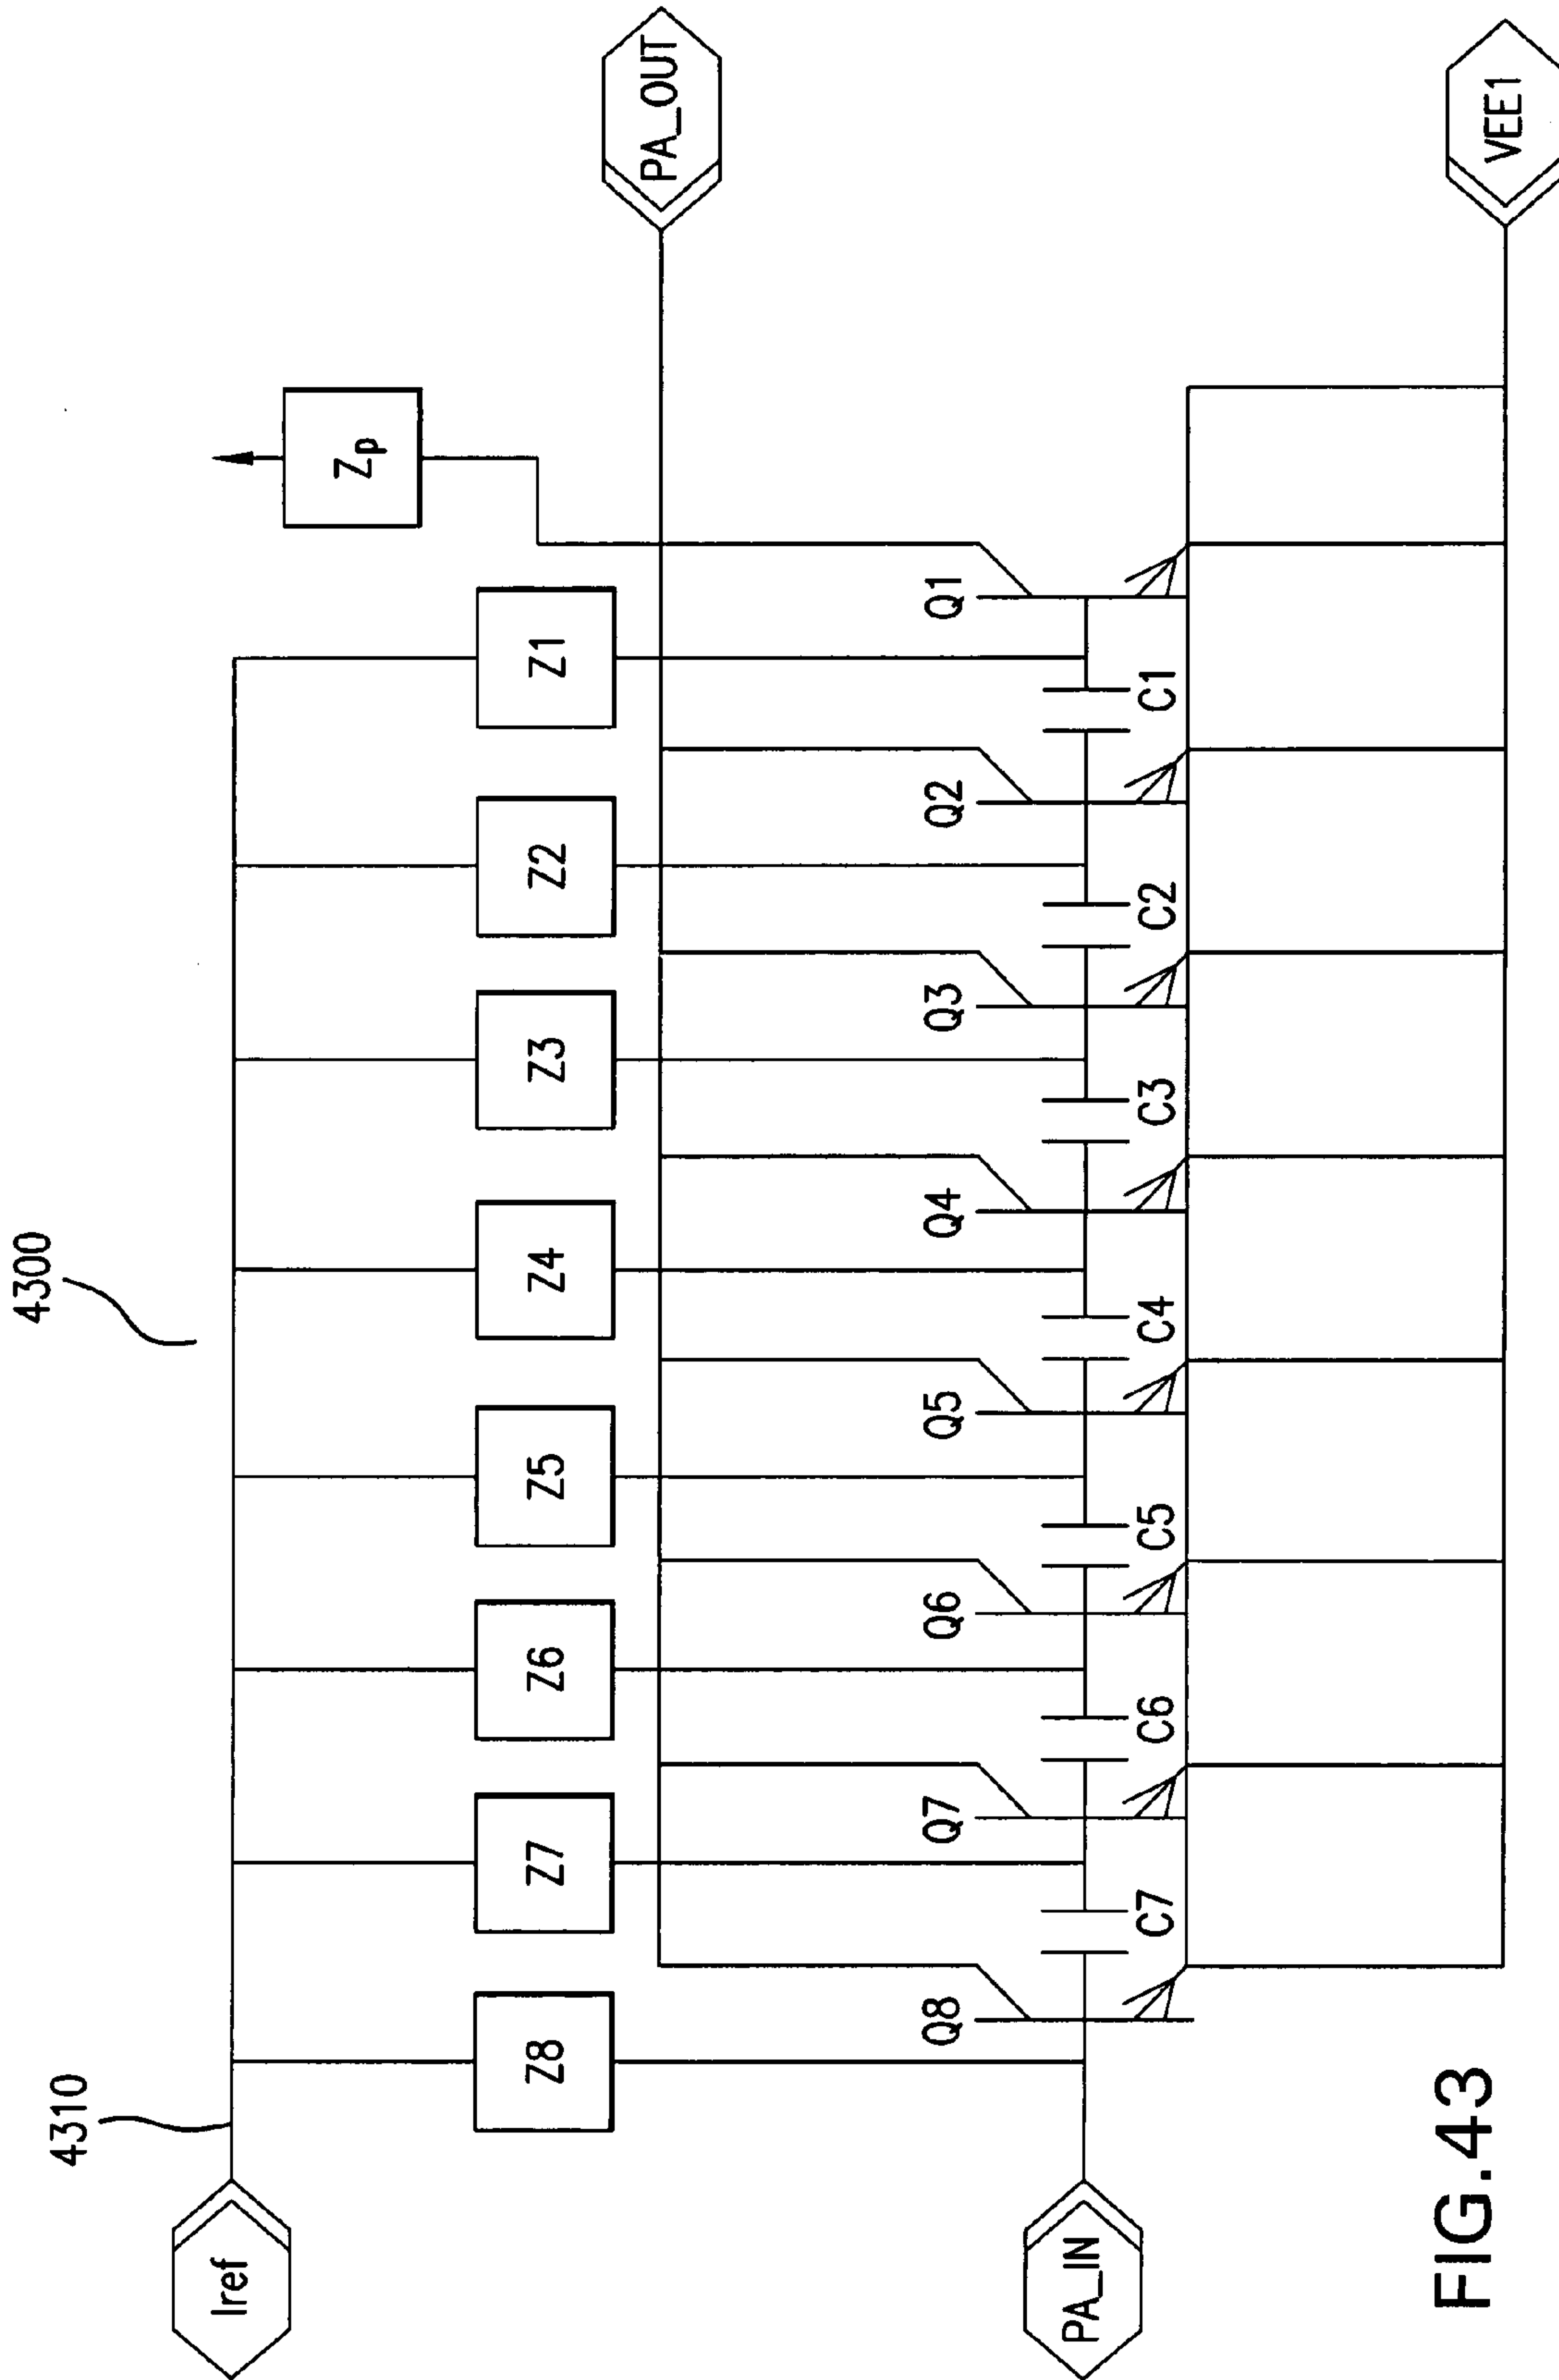 4300
4310
Iref
Zp
Z8
Z7
Z6
Z5
Z4
Z3
Z2
Z1
PA_OUT
Q8
Q7
Q6
Q5
Q4
Q3
Q2
Q1
PA_IN
C7
C6
C5
C4
C3
C2
C1
VEE1
FIG.43